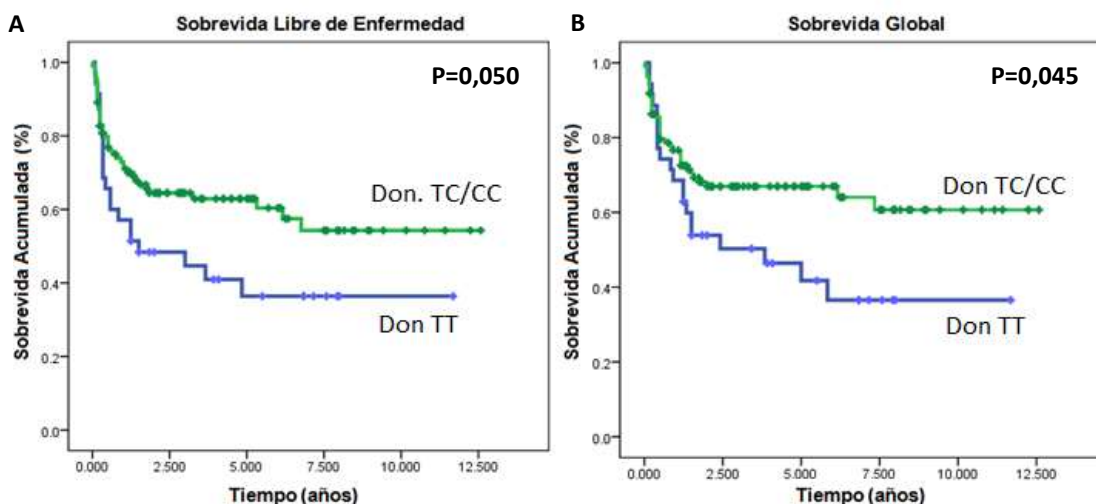 A
Sobrevida Libre de Enfermedad
P=0,050
Sobrevida Acumulada (%)
1.0
0.8
0.6
0.4
0.2
0.0
Don. TC/CC
Don TT
0.000 2.500 5.000 7.500 10.000 12.500
Tiempo (años)
B
Sobrevida Global
P=0,045
Sobrevida Acumulada (%)
1.0
0.8
0.6
0.4
0.2
0.0
Don TC/CC
Don TT
0.000 2.500 5.000 7.500 10.000 12.500
Tiempo (años)